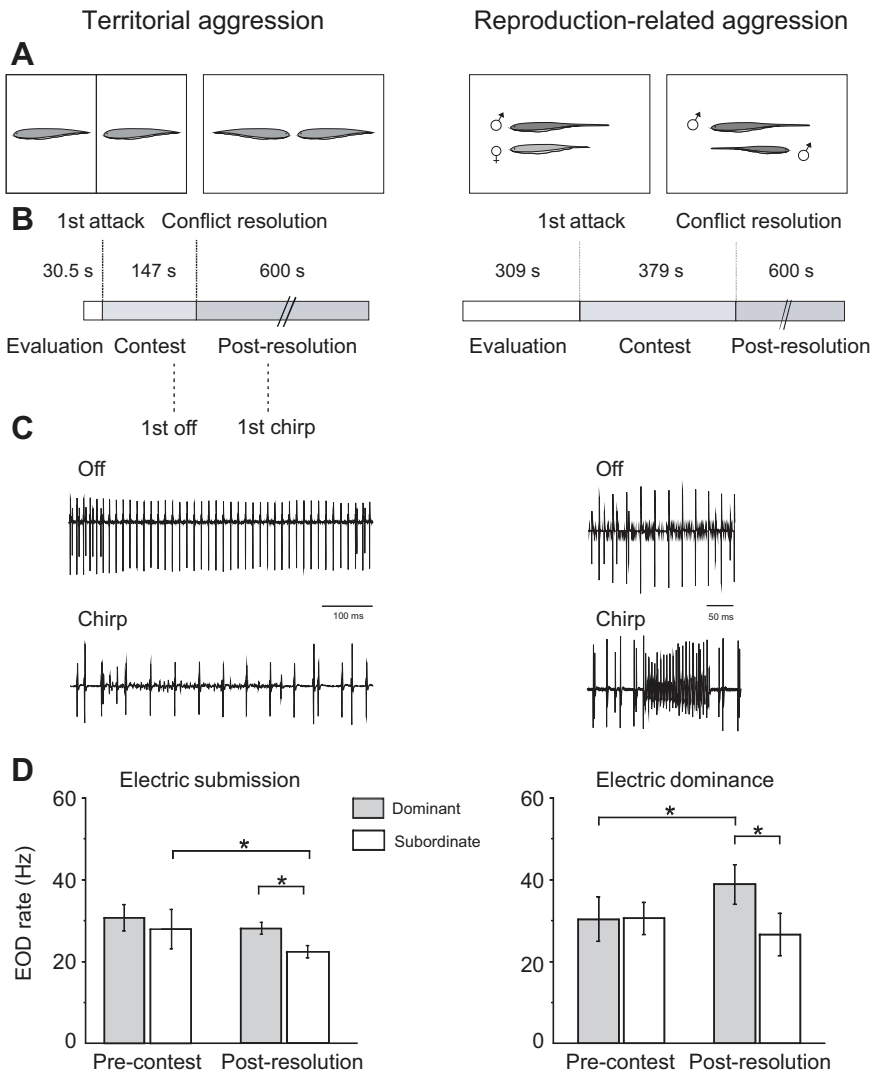 Territorial aggression Reproduction-related aggression
A
♂
♀
♂
♂
B
1st attack Conflict resolution 1st attack Conflict resolution
30.5 s 147 s 600 s 309 s 379 s 600 s
Evaluation Contest Post-resolution Evaluation Contest Post-resolution
1st off 1st chirp
C
Off Off
100 ms 50 ms
Chirp Chirp
D
Electric submission Electric dominance
60 60
Dominant *
Subordinate *
* 40 40
*
EOD rate (Hz)
20 20
0 0
Pre-contest Post-resolution Pre-contest Post-resolution